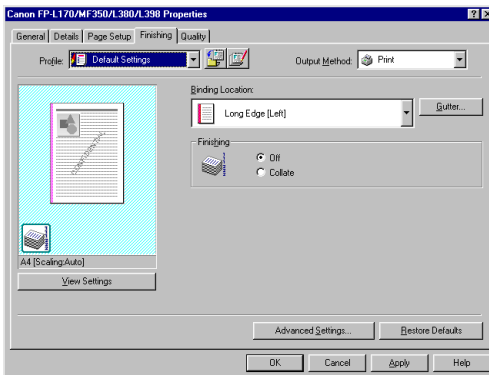 Canon FP-L170/MF350/L380/L398 Properties
General Details Page Setup Finishing Quality
Profile: Default Settings Output Method: Print
Binding Location:
Long Edge [Left] Gutter...
Finishing
Off
Collate
CONFIDENTIAL
A4 [Scaling:Auto]
View Settings
Advanced Settings... Restore Defaults
OK Cancel Apply Help